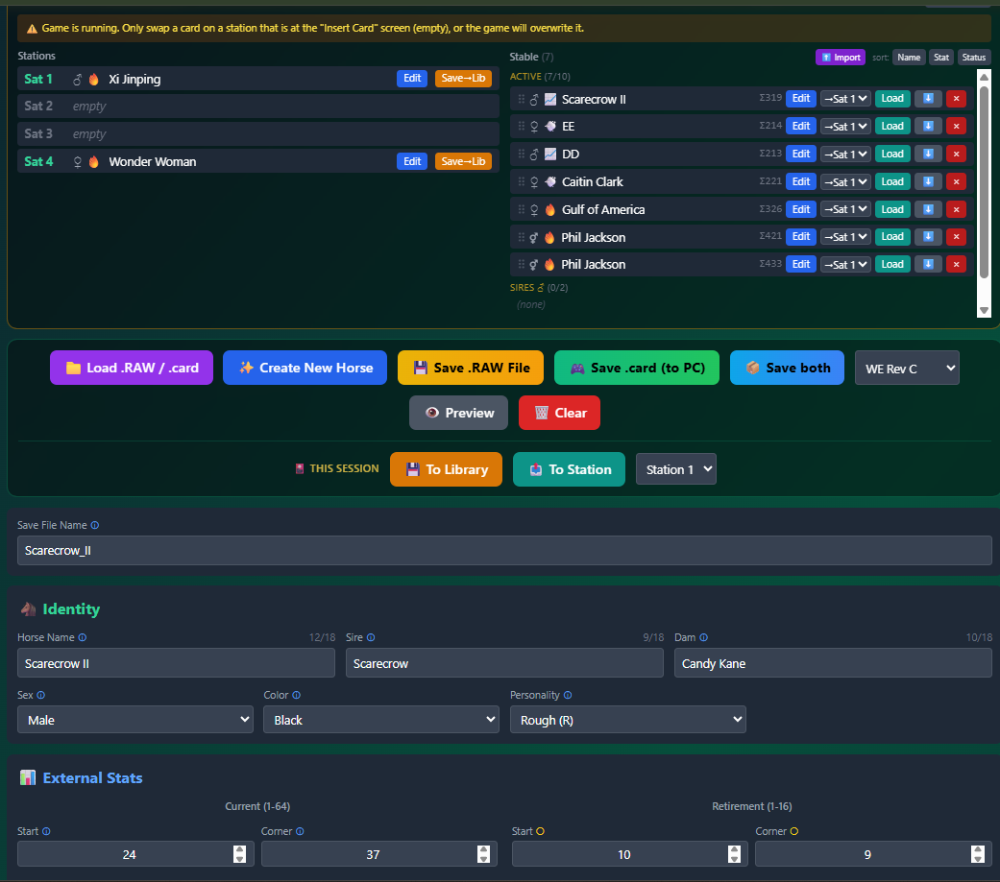 ⚠ Game is running. Only swap a card on a station that is at the "Insert Card" screen (empty), or the game will overwrite it.
Stations
Sat 1 ♂ Xi Jinping Edit Save→Lib
Sat 2 empty
Sat 3 empty
Sat 4 ♀ Wonder Woman Edit Save→Lib
Stable (7) Import sort: Name Stat Status
ACTIVE (7/10)
♂ Scarecrow II Σ319 Edit →Sat 1 Load ×
♀ EE Σ214 Edit →Sat 1 Load ×
♂ DD Σ213 Edit →Sat 1 Load ×
♀ Caitin Clark Σ221 Edit →Sat 1 Load ×
♀ Gulf of America Σ326 Edit →Sat 1 Load ×
⚥ Phil Jackson Σ421 Edit →Sat 1 Load ×
⚥ Phil Jackson Σ433 Edit →Sat 1 Load ×
SIRES ♂ (0/2)
(none)
Load .RAW / .card Create New Horse Save .RAW File Save .card (to PC) Save both WE Rev C
Preview Clear
THIS SESSION To Library To Station Station 1
Save File Name
Scarecrow_II
Identity
Horse Name 12/18 Sire 9/18 Dam 10/18
Scarecrow II Scarecrow Candy Kane
Sex Color Personality
Male Black Rough (R)
External Stats
Current (1-64) Retirement (1-16)
Start Corner Start Corner
24 37 10 9